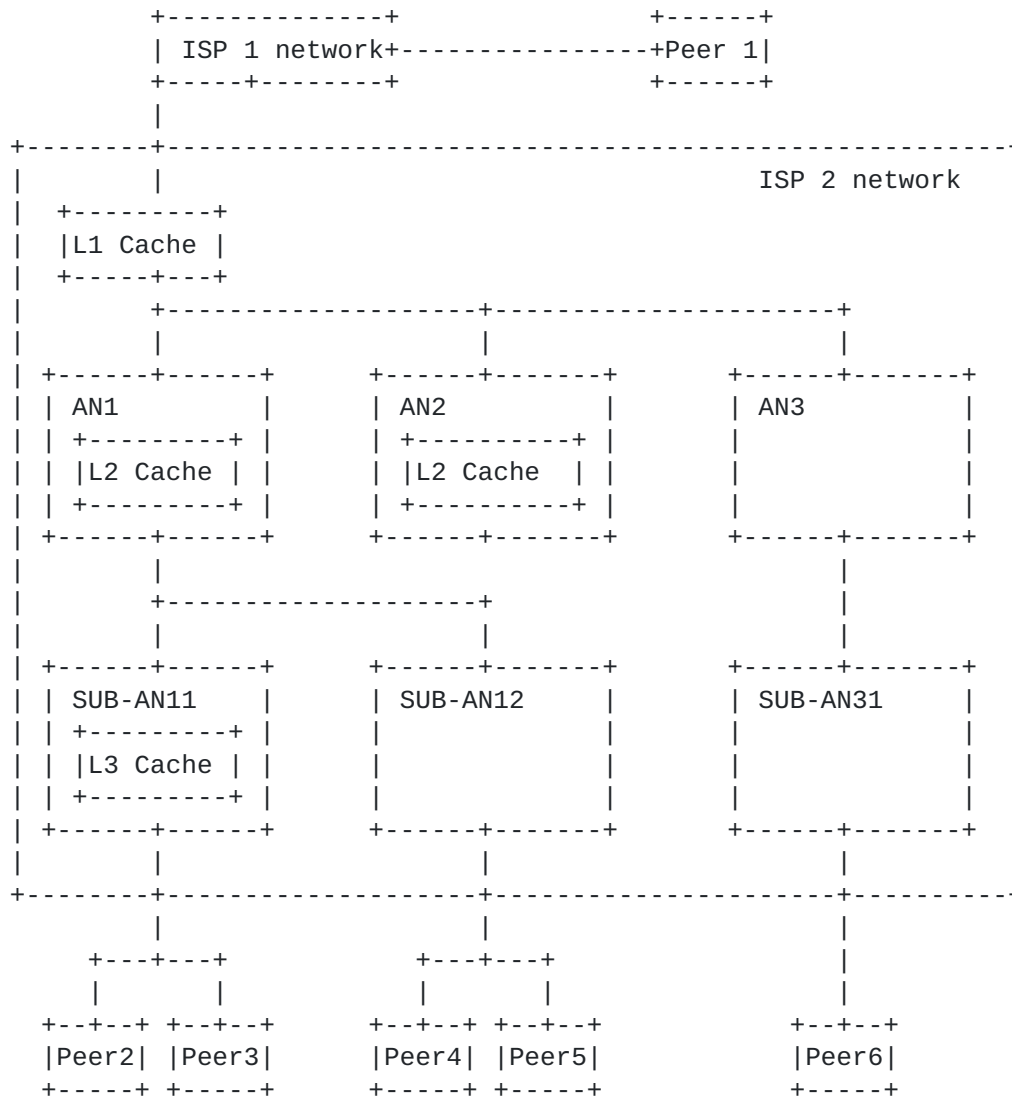 ISP 1 network Peer 1
ISP 2 network
L1 Cache
AN1 AN2 AN3
L2 Cache L2 Cache
SUB-AN11 SUB-AN12 SUB-AN31
L3 Cache
Peer2 Peer3 Peer4 Peer5 Peer6